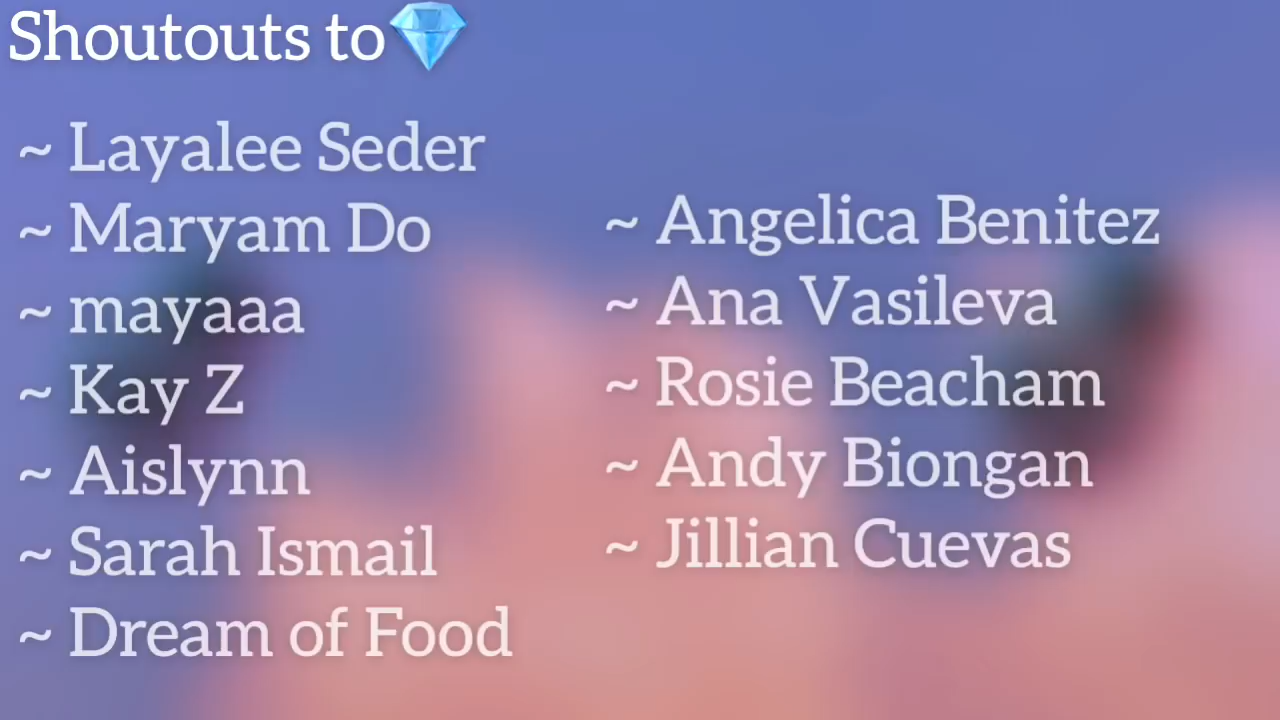 Shoutouts to💎
~ Layalee Seder
~ Maryam Do
~ mayaaa
~ Kay Z
~ Aislynn
~ Sarah Ismail
~ Dream of Food
~ Angelica Benitez
~ Ana Vasileva
~ Rosie Beacham
~ Andy Biongan
~ Jillian Cuevas